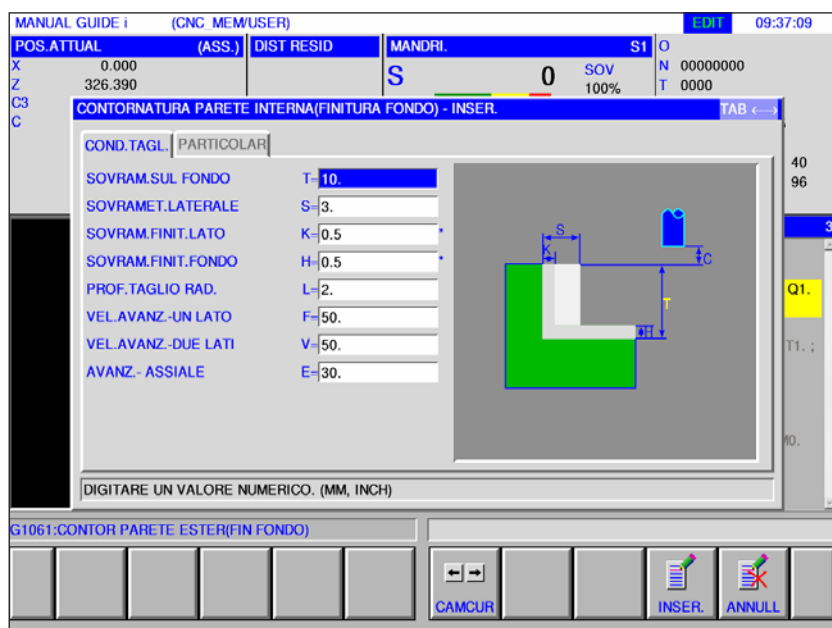 MANUAL GUIDE i (CNC_MEM/USER) EDIT 09:37:09
POS.ATTUAL (ASS.) DIST RESID MANDRI. S1 O
X 0.000 S 0 SOV 100% N 00000000
Z 326.390 T 0000
C3
C
CONTORNATURA PARETE INTERNA(FINITURA FONDO) - INSER. TAB ←→
COND.TAGL. PARTICOLAR
SOVRAM.SUL FONDO T=10.
SOVRAMET.LATERALE S=3.
SOVRAM.FINIT.LATO K=0.5 *
SOVRAM.FINIT.FONDO H=0.5 *
PROF.TAGLIO RAD. L=2.
VEL.AVANZ.-UN LATO F=50.
VEL.AVANZ.-DUE LATI V=50.
AVANZ.- ASSIALE E=30.
S
K
C
T
H
40
96
3
Q1.
T1. ;
M0.
DIGITARE UN VALORE NUMERICO. (MM, INCH)
G1061:CONTOR PARETE ESTER(FIN FONDO)
CAMCUR INSER. ANNULL